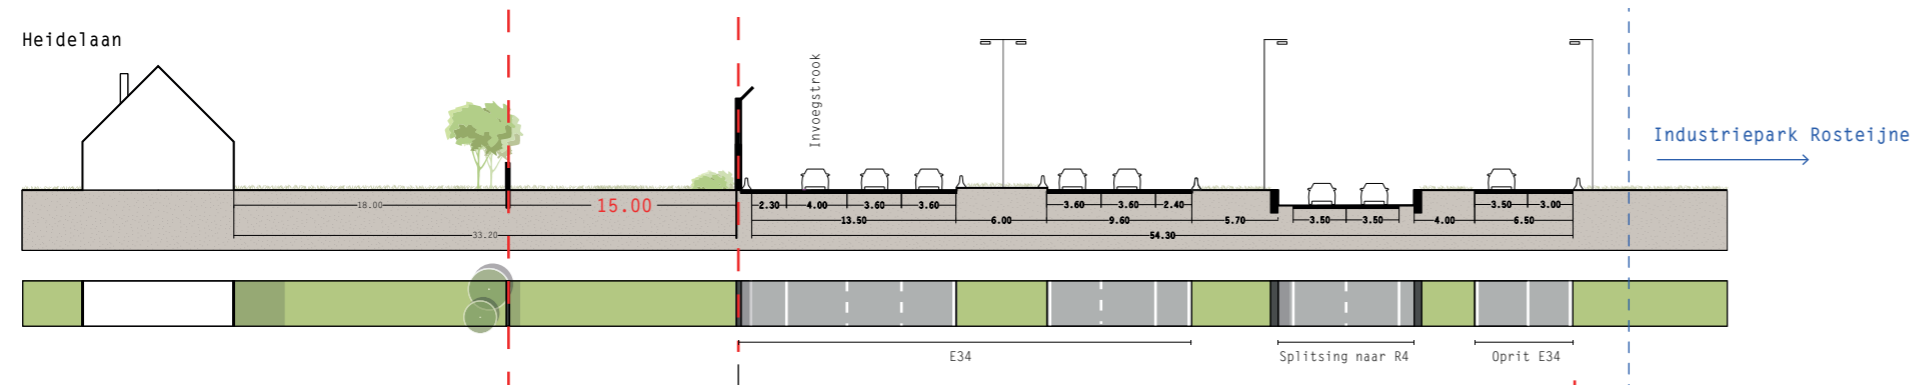 Heidelaan
Invoegstrook
Industriepark Rosteijne
18.00
15.00
2.30 4.00 3.60 3.60
3.60 3.60 2.40
3.50 3.50
3.50 3.00
13.50
6.00
9.60
5.70
4.00
6.50
33.20
54.30
E34
Splitsing naar R4
Oprit E34